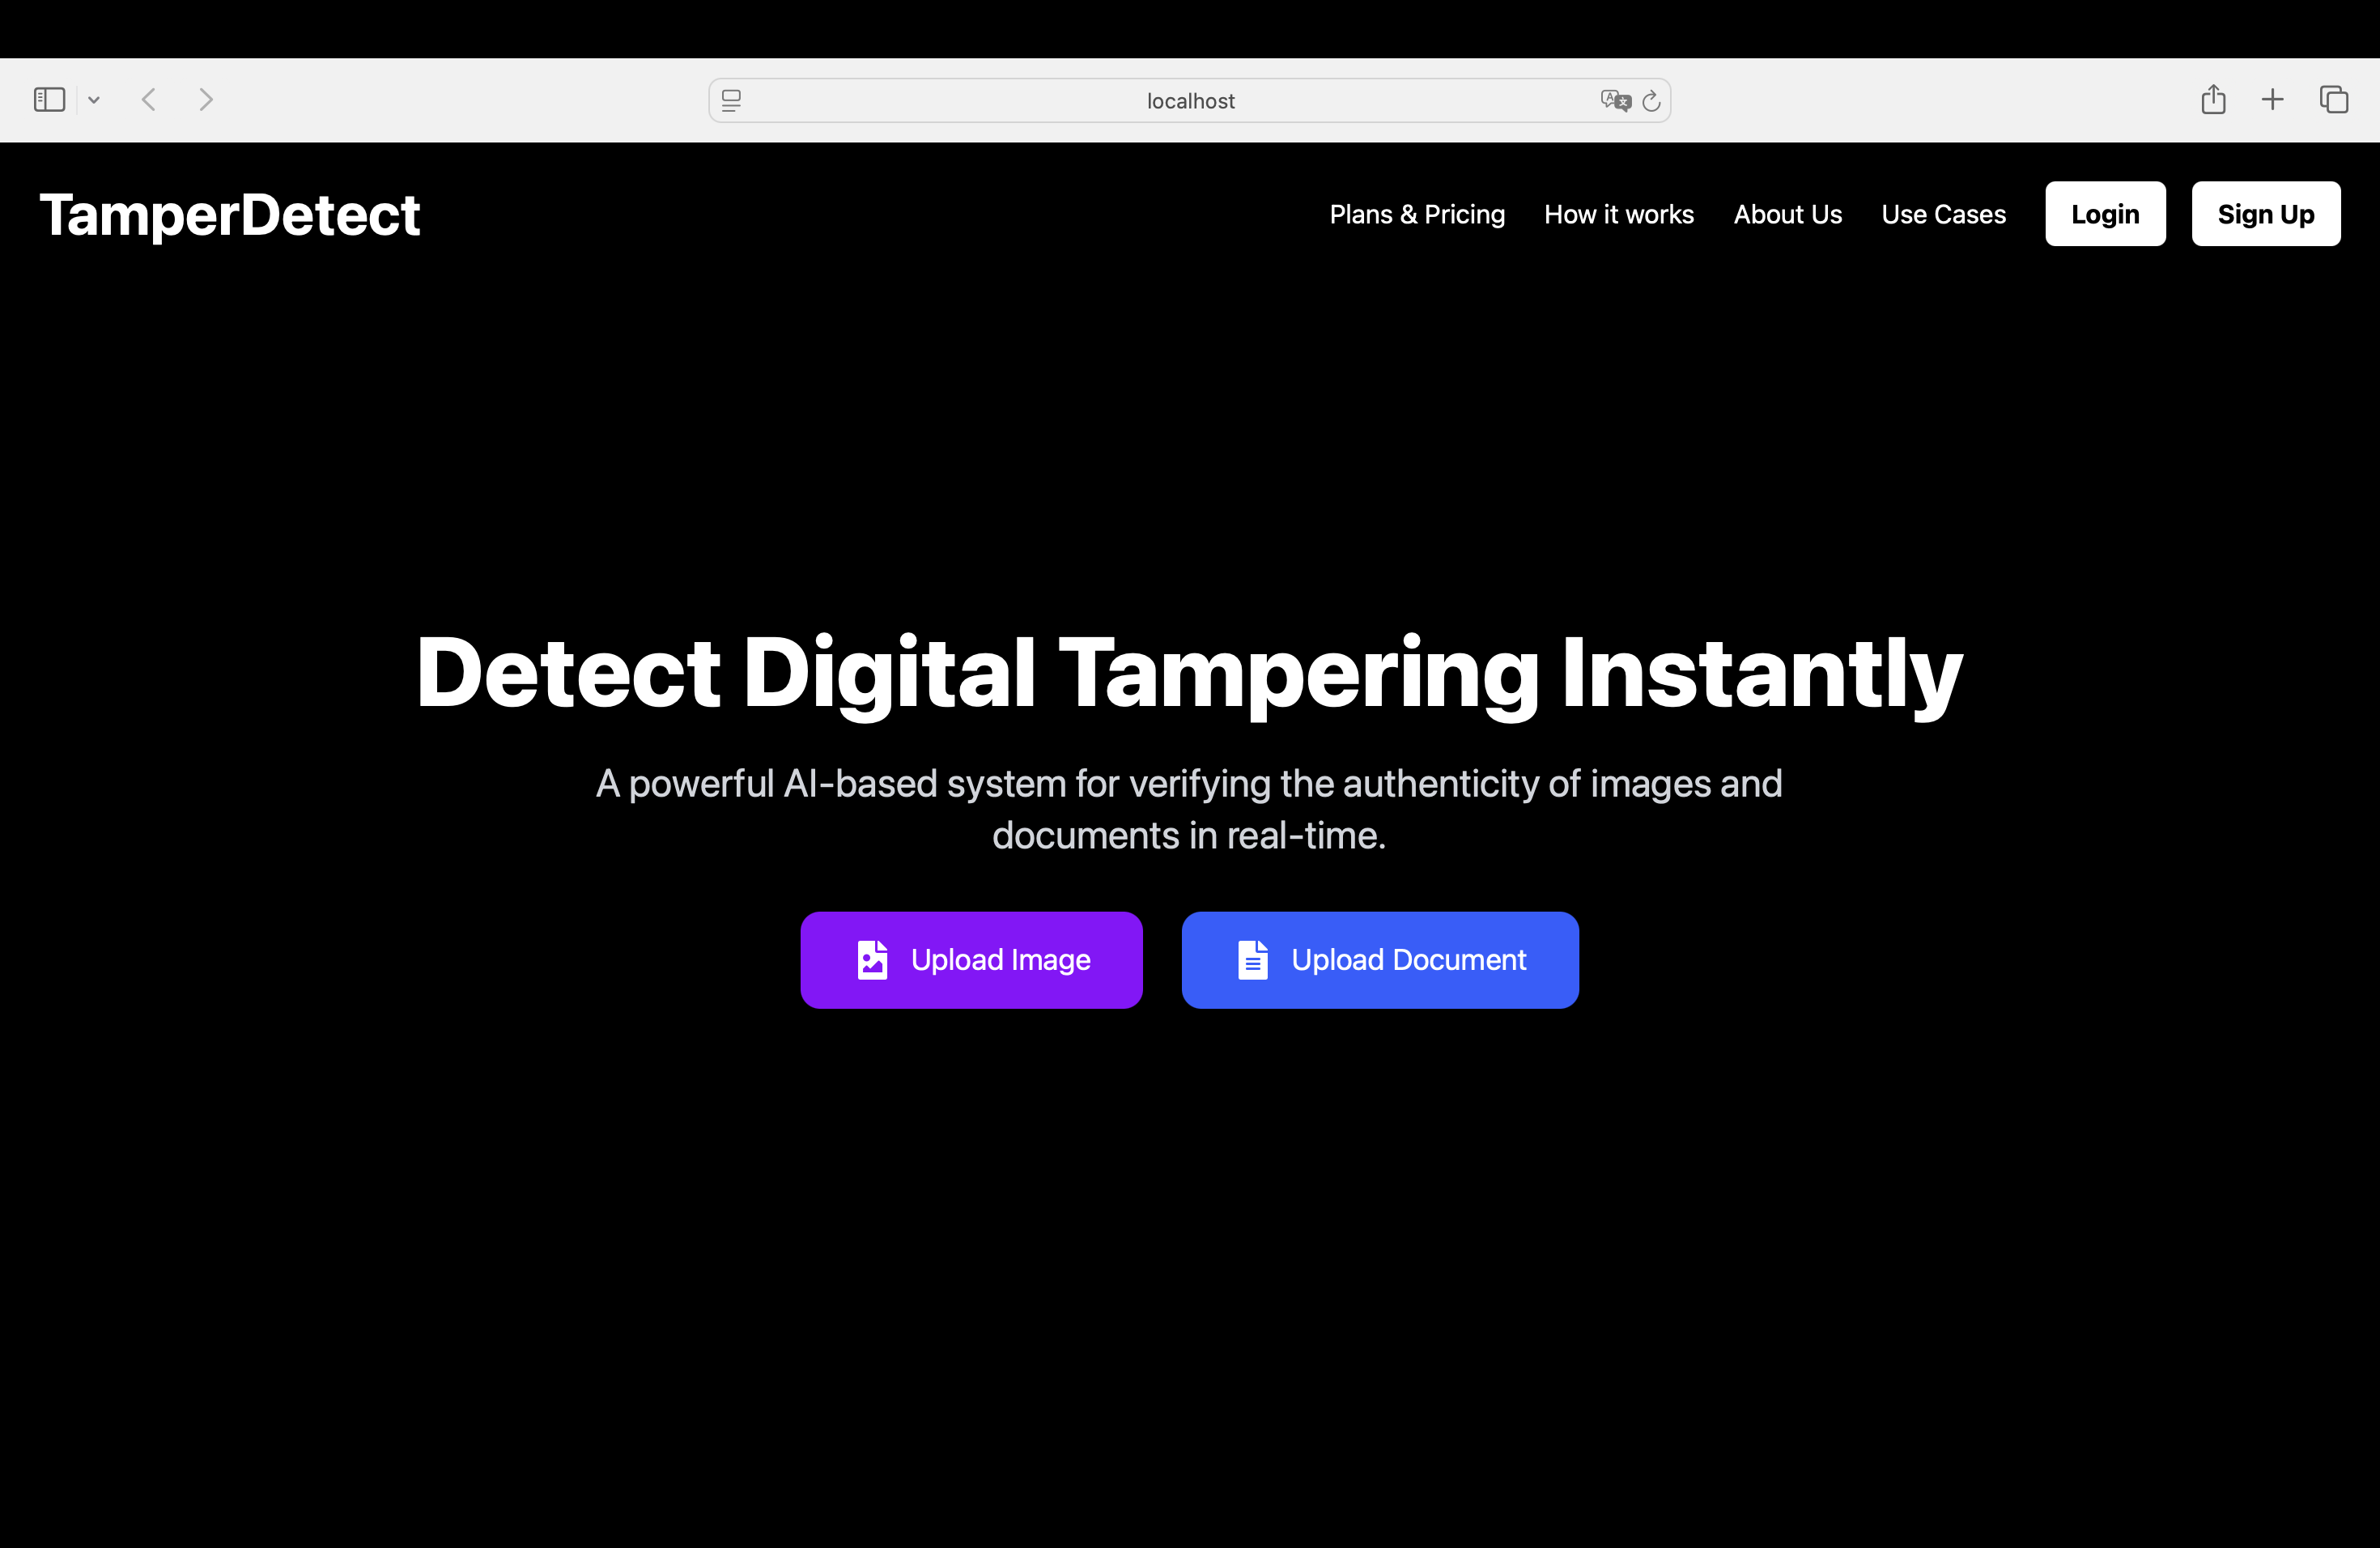 localhost
TamperDetect
Plans & Pricing
How it works
About Us
Use Cases
Login
Sign Up
Detect Digital Tampering Instantly
A powerful AI-based system for verifying the authenticity of images and
documents in real-time.
Upload Image
Upload Document